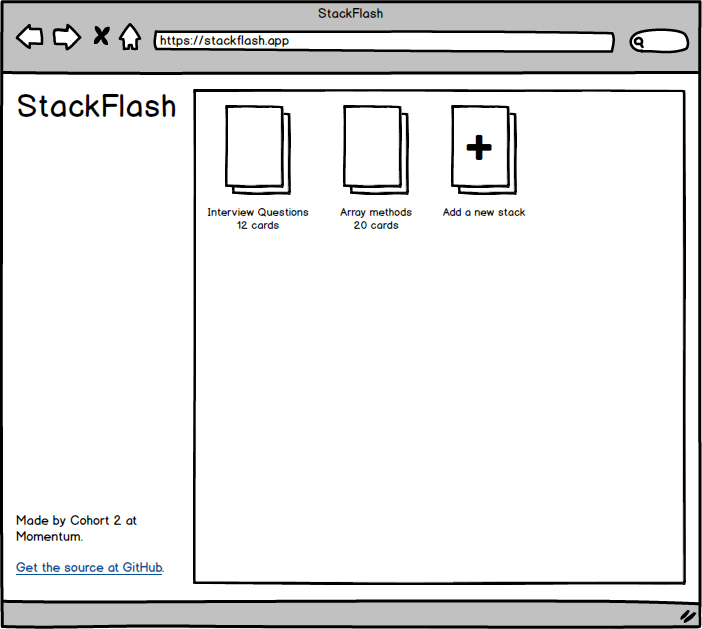 StackFlash
https://stackflash.app
StackFlash
Interview Questions
12 cards
Array methods
20 cards
Add a new stack
Made by Cohort 2 at
Momentum.
Get the source at GitHub.